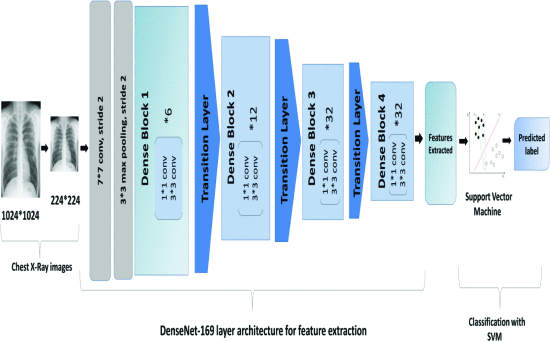 1024*1024
224*224
Chest X-Ray images
7*7 conv, stride 2
3*3 max pooling, stride 2
Dense Block 1
*6
1*1 conv
3*3 conv
Transition Layer
Dense Block 2
*12
1*1 conv
3*3 conv
Transition Layer
Dense Block 3
*32
1*1 conv
3*3 conv
Transition Layer
Dense Block 4
*32
1*1 conv
3*3 conv
Features
Extracted
Support Vector
Machine
Predicted
label
DenseNet-169 layer architecture for feature extraction
Classification with
SVM